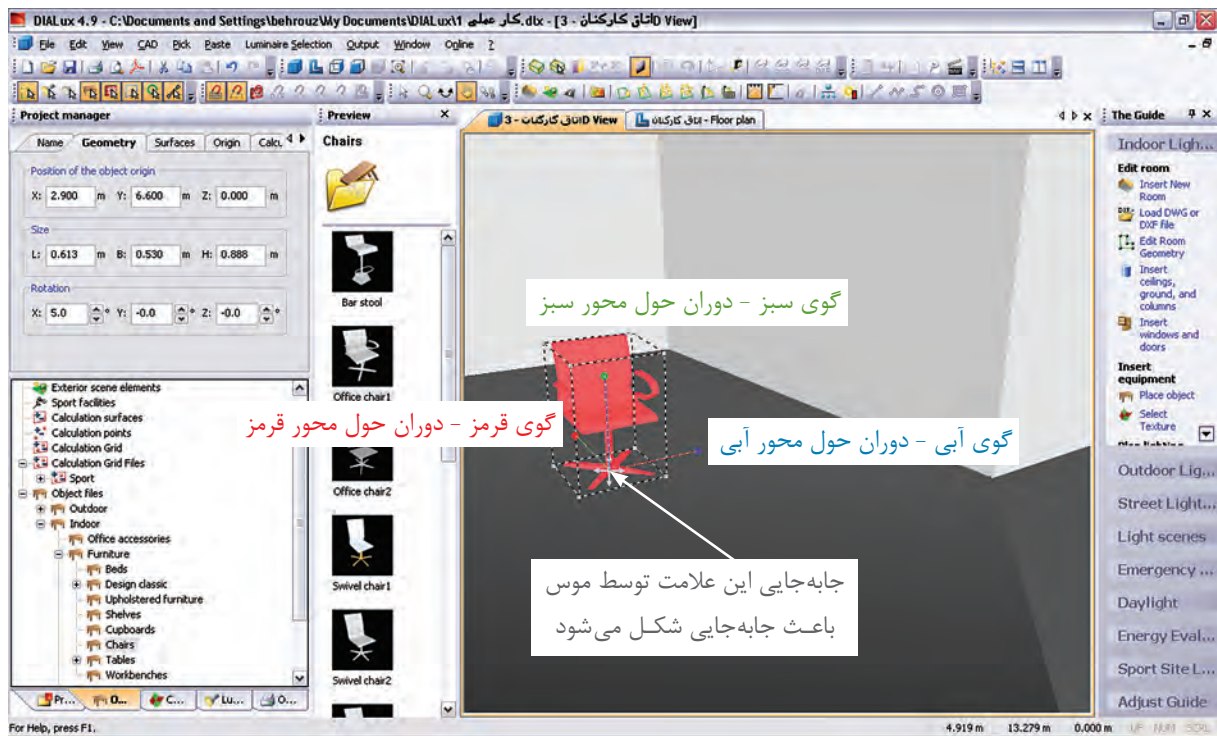 DIALux 4.9 - C:\Documents and Settings\behrouz\My Documents\DIALux\1 کار عملی.dlx - [اتاق کارکنان - 3D View]
File Edit View CAD Pick Paste Luminaire Selection Output Window Online ?
Project manager
Name Geometry Surfaces Origin Calcu
Position of the object origin
X: 2.900 m Y: 6.600 m Z: 0.000 m
Size
L: 0.613 m B: 0.530 m H: 0.888 m
Rotation
X: 5.0 ° Y: -0.0 ° Z: -0.0 °
Exterior scene elements
Sport facilities
Calculation surfaces
Calculation points
Calculation Grid
Calculation Grid Files
Sport
Object files
Outdoor
Indoor
Office accessories
Furniture
Beds
Design classic
Upholstered furniture
Shelves
Cupboards
Chairs
Tables
Workbenches
Pr... O... C... Lu... O...
Preview
Chairs
Bar stool
Office chair1
Office chair2
Swivel chair1
Swivel chair2
اتاق کارکنان - 3D View
اتاق کارکنان - Floor plan
گوی سبز - دوران حول محور سبز
گوی قرمز - دوران حول محور قرمز
گوی آبی - دوران حول محور آبی
جابه‌جایی این علامت توسط موس
باعـث جابه‌جایی شکـل می‌شود
The Guide
Indoor Ligh...
Edit room
Insert New
Room
Load DWG or
DXF file
Edit Room
Geometry
Insert
ceilings,
ground, and
columns
Insert
windows and
doors
Insert
equipment
Place object
Select
Texture
Outdoor Lig...
Street Light...
Light scenes
Emergency ...
Daylight
Energy Eval...
Sport Site L...
Adjust Guide
For Help, press F1.
4.919 m 13.279 m 0.000 m UF NUM SCRL